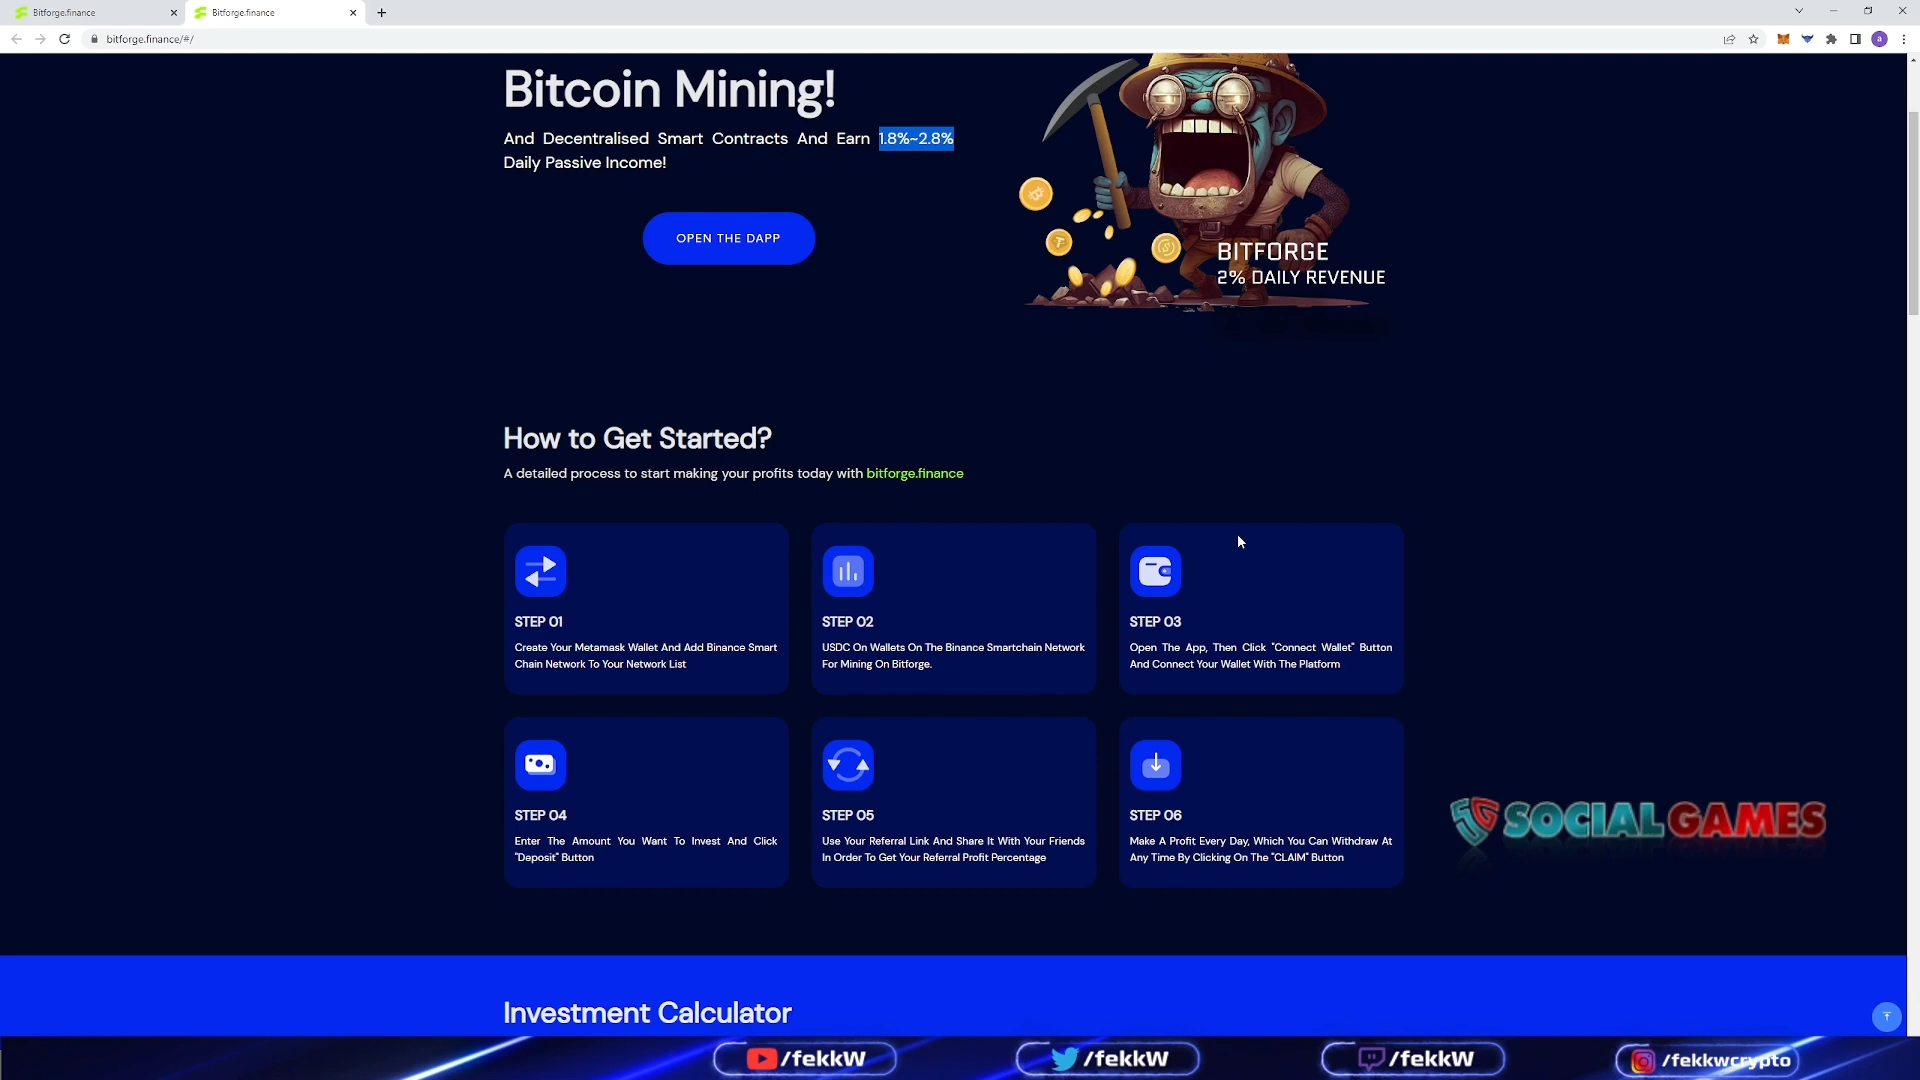 Bitforge.finance
Bitforge.finance
bitforge.finance/#/
a
Bitcoin Mining!
And Decentralised Smart Contracts And Earn 1.8%~2.8%
Daily Passive Income!
OPEN THE DAPP
BITFORGE
2% DAILY REVENUE
How to Get Started?
A detailed process to start making your profits today with bitforge.finance
STEP 01
Create Your Metamask Wallet And Add Binance Smart
Chain Network To Your Network List
STEP 02
USDC On Wallets On The Binance Smartchain Network
For Mining On Bitforge.
STEP 03
Open The App, Then Click "Connect Wallet" Button
And Connect Your Wallet With The Platform
STEP 04
Enter The Amount You Want To Invest And Click
"Deposit" Button
STEP 05
Use Your Referral Link And Share It With Your Friends
In Order To Get Your Referral Profit Percentage
STEP 06
Make A Profit Every Day, Which You Can Withdraw At
Any Time By Clicking On The "CLAIM" Button
SOCIAL GAMES
Investment Calculator
/fekkW
/fekkW
/fekkW
/fekkwcrypto